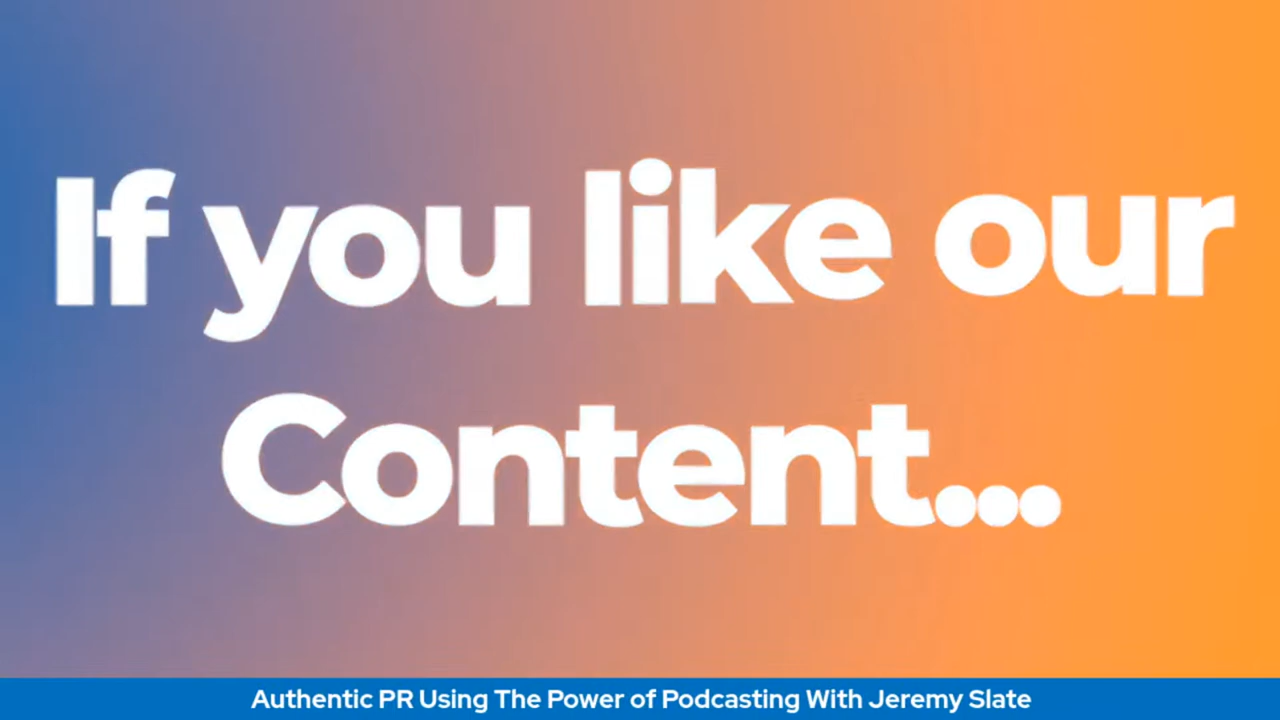 If you like our
Content...
Authentic PR Using The Power of Podcasting With Jeremy Slate